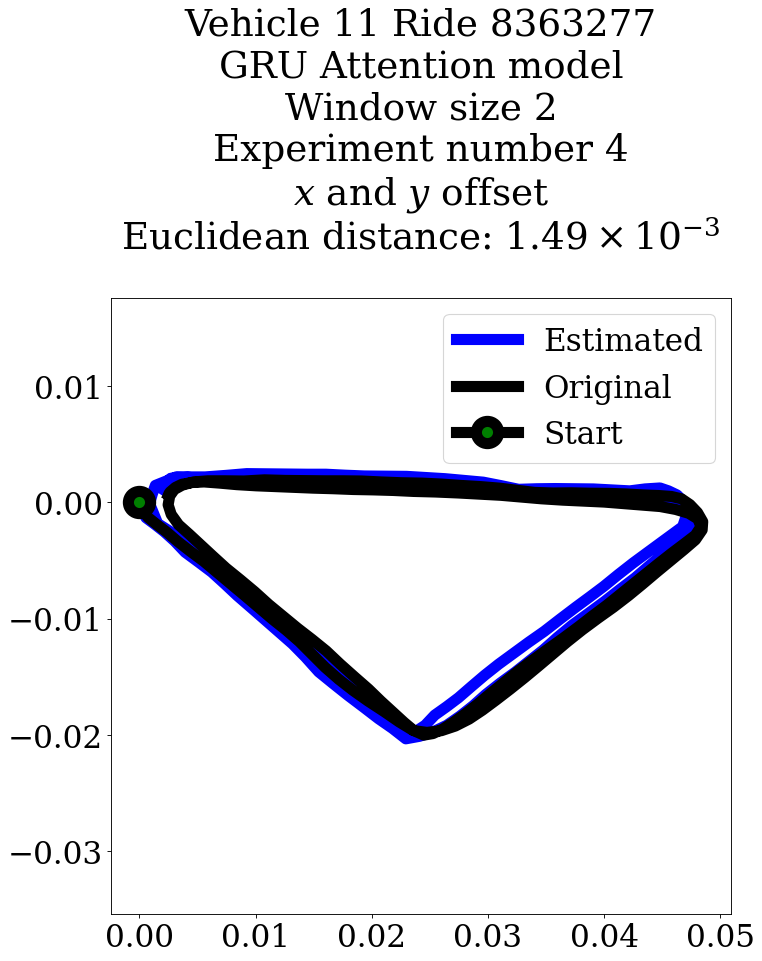 Vehicle 11 Ride 8363277
GRU Attention model
Window size 2
Experiment number 4
x and y offset
Euclidean distance: 1.49 × 10⁻³
Estimated
Original
Start
0.01
0.00
−0.01
−0.02
−0.03
0.00 0.01 0.02 0.03 0.04 0.05